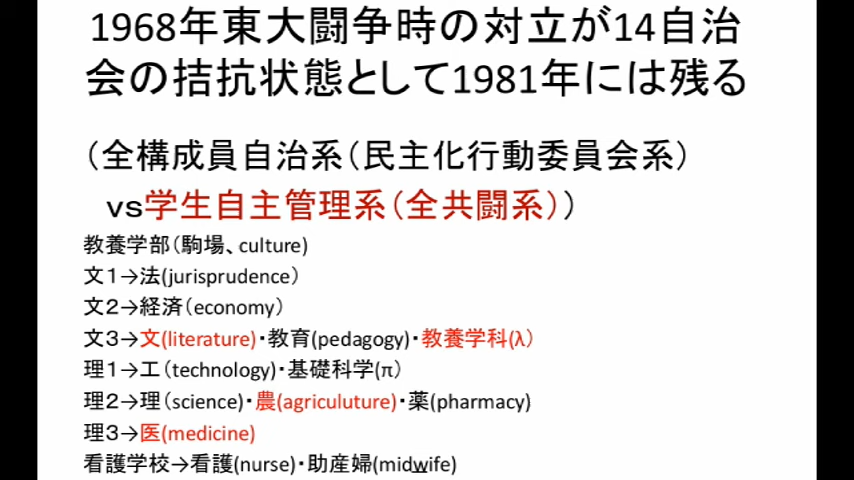 1968年東大闘争時の対立が14自治
会の拮抗状態として1981年には残る
（全構成員自治系（民主化行動委員会系）
vs学生自主管理系（全共闘系））
教養学部（駒場、culture)
文１→法(jurisprudence）
文２→経済（economy）
文３→文(literature)・教育(pedagogy)・教養学科(λ）
理１→工（technology)・基礎科学(π）
理２→理（science)・農(agriculuture)・薬(pharmacy)
理３→医(medicine)
看護学校→看護(nurse)・助産婦(midwife)